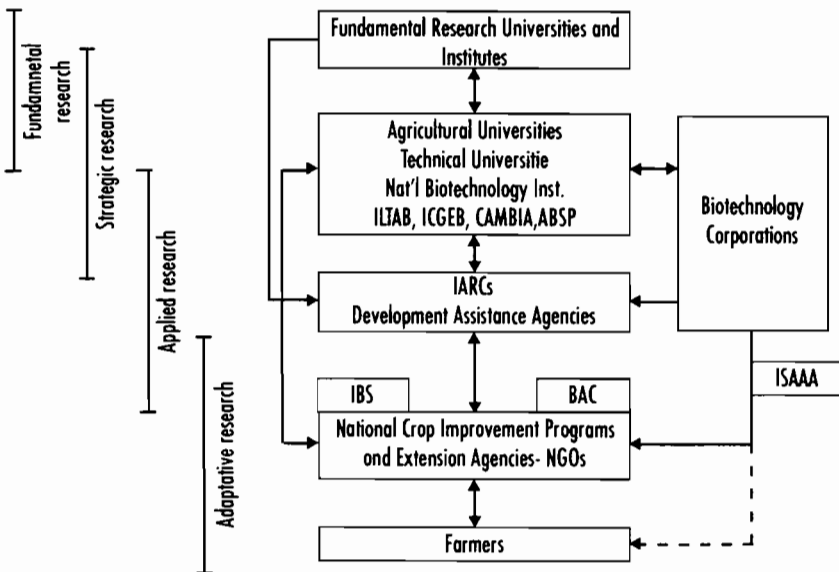 Fundamnetal
research
Strategic research
Applied research
Adaptative research
Fundamental Research Universities and
Institutes
Agricultural Universities
Technical Universitie
Nat'l Biotechnology Inst.
ILTAB, ICGEB, CAMBIA,ABSP
Biotechnology
Corporations
IARCs
Development Assistance Agencies
ISAAA
IBS
BAC
National Crop Improvement Programs
ond Extension Agencies- NGOs
Farmers